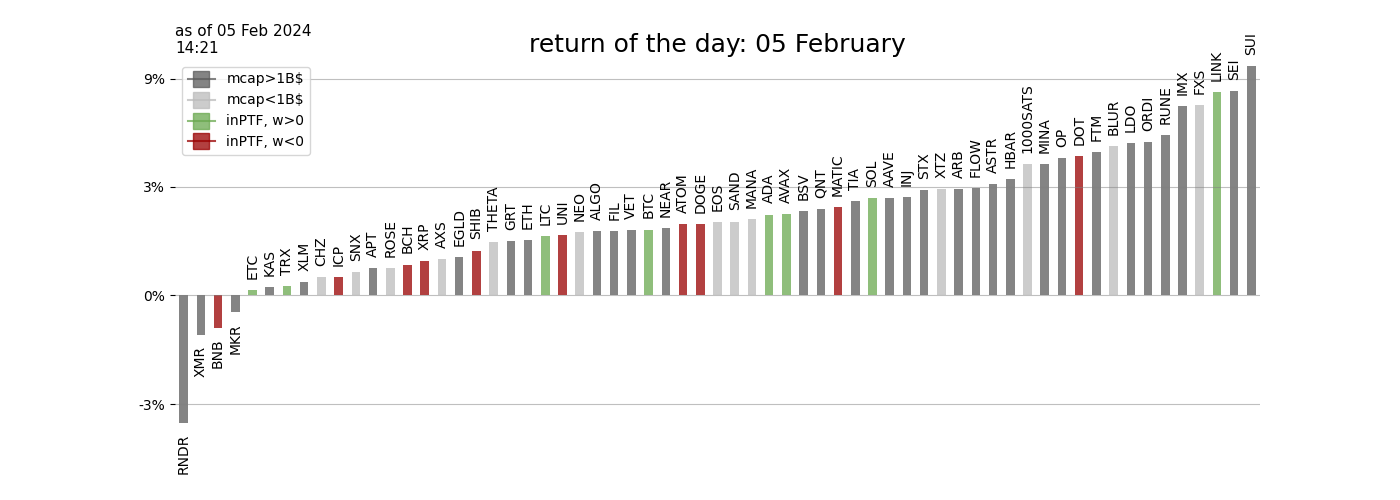 as of 05 Feb 2024
14:21
return of the day: 05 February
mcap>1B$
mcap<1B$
inPTF, w>0
inPTF, w<0
9%
3%
0%
-3%
RNDR
XMR
BNB
MKR
ETC
KAS
TRX
XLM
CHZ
ICP
SNX
APT
ROSE
BCH
XRP
AXS
EGLD
SHIB
THETA
GRT
ETH
LTC
UNI
NEO
ALGO
FIL
VET
BTC
NEAR
ATOM
DOGE
EOS
SAND
MANA
ADA
AVAX
BSV
QNT
MATIC
TIA
SOL
AAVE
INJ
STX
XTZ
ARB
FLOW
ASTR
HBAR
1000SATS
MINA
OP
DOT
FTM
BLUR
LDO
ORDI
RUNE
IMX
FXS
LINK
SEI
SUI